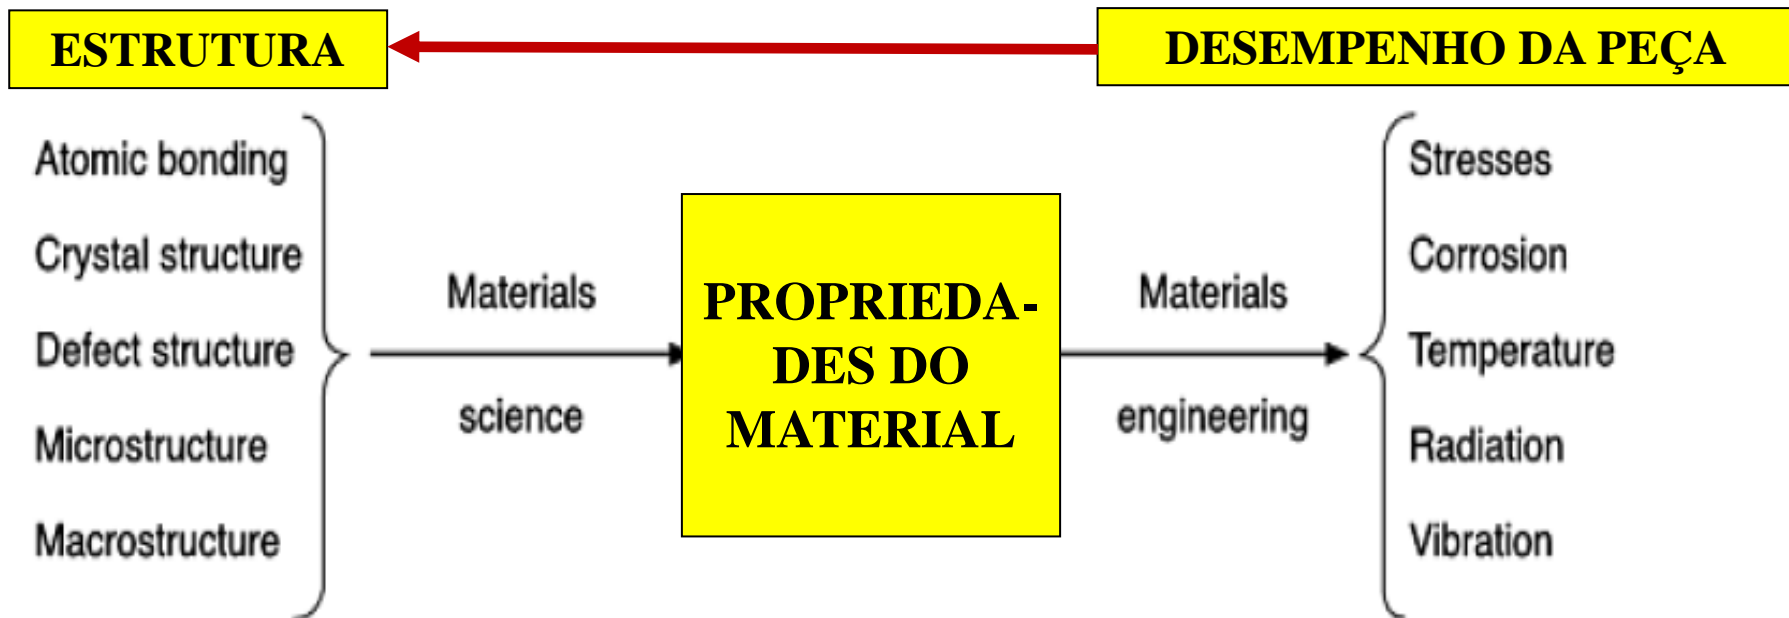 ESTRUTURA
DESEMPENHO DA PEÇA
Atomic bonding
Crystal structure
Defect structure
Microstructure
Macrostructure
Materials
science
PROPRIEDA-
DES DO
MATERIAL
Materials
engineering
Stresses
Corrosion
Temperature
Radiation
Vibration